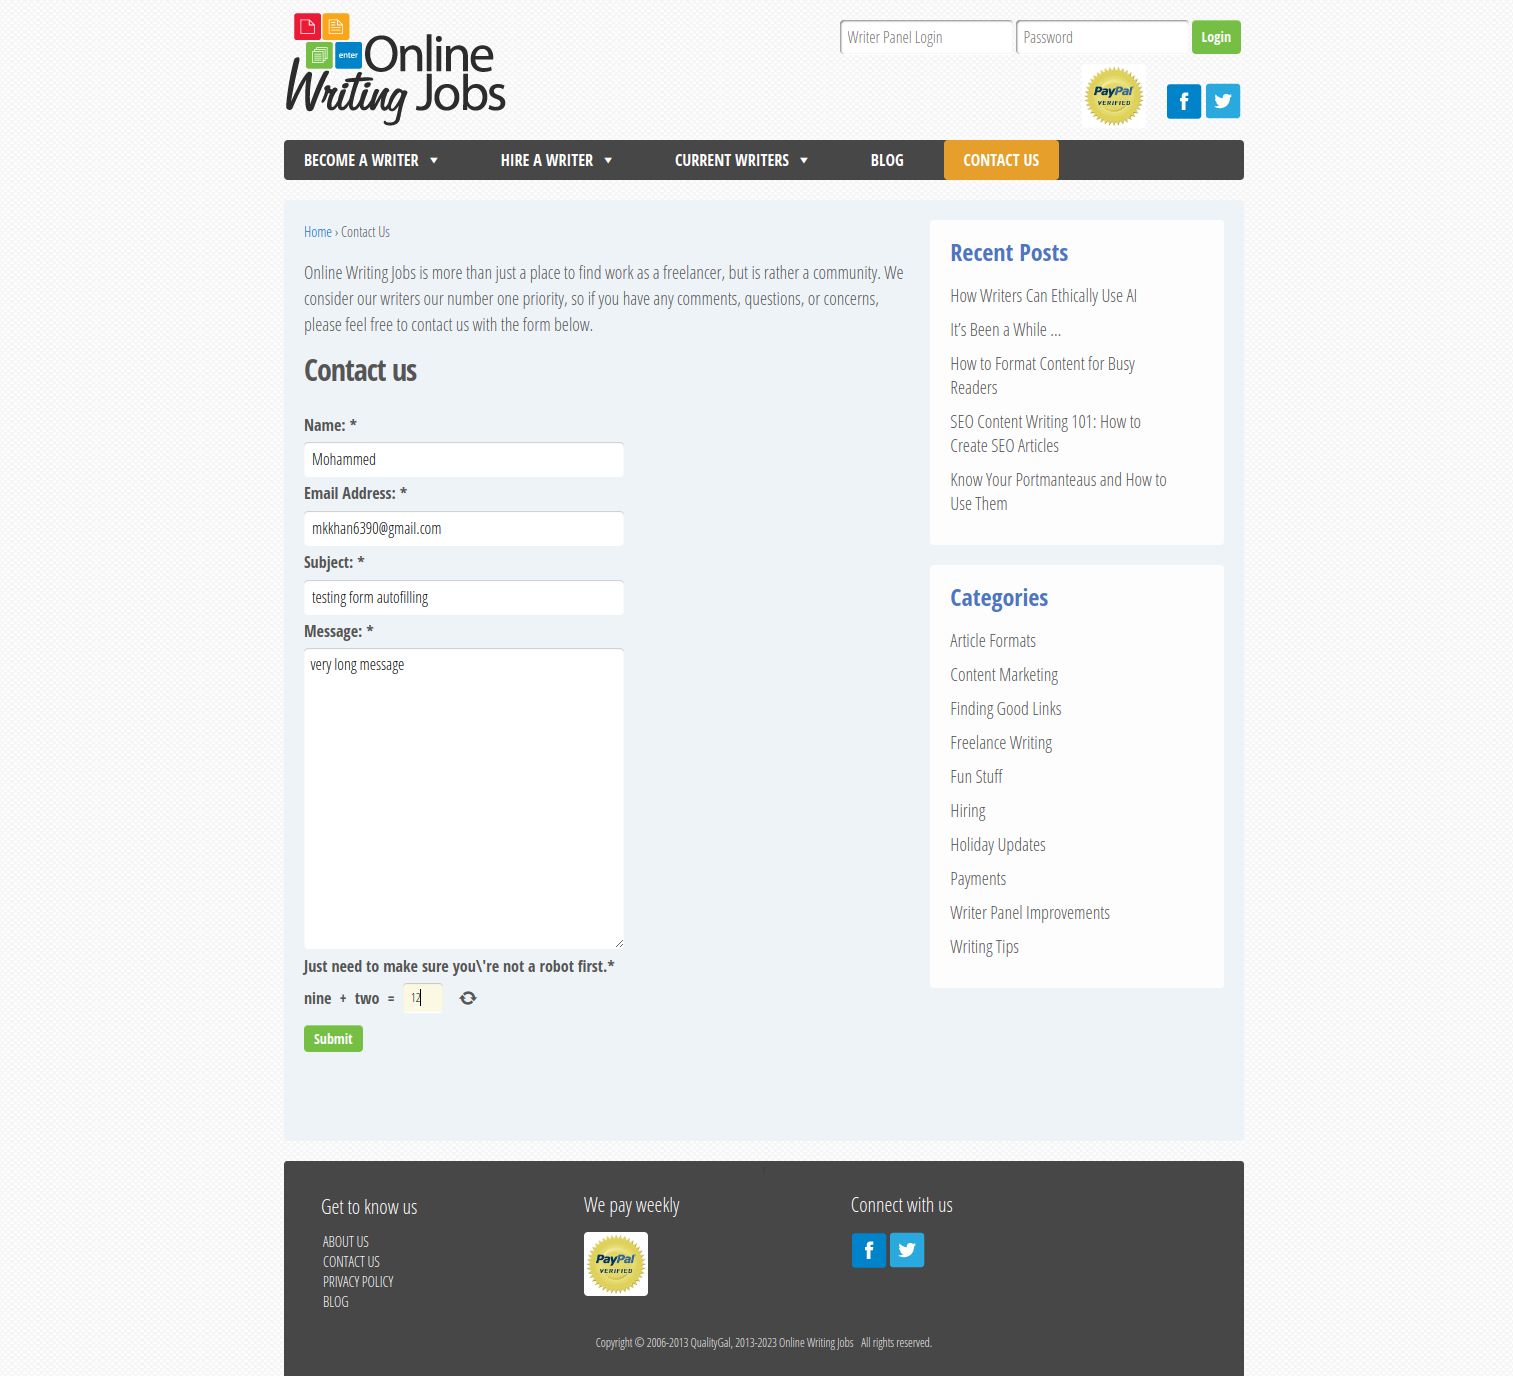 enter
Online
Writing Jobs
Writer Panel Login
Password
Login
PayPal
VERIFIED
BECOME A WRITER
HIRE A WRITER
CURRENT WRITERS
BLOG
CONTACT US
Home › Contact Us
Online Writing Jobs is more than just a place to find work as a freelancer, but is rather a community. We
consider our writers our number one priority, so if you have any comments, questions, or concerns,
please feel free to contact us with the form below.
Contact us
Name: *
Mohammed
Email Address: *
mkkhan6390@gmail.com
Subject: *
testing form autofilling
Message: *
very long message
Just need to make sure you\'re not a robot first.*
nine + two = 12
Submit
Recent Posts
How Writers Can Ethically Use AI
It’s Been a While …
How to Format Content for Busy
Readers
SEO Content Writing 101: How to
Create SEO Articles
Know Your Portmanteaus and How to
Use Them
Categories
Article Formats
Content Marketing
Finding Good Links
Freelance Writing
Fun Stuff
Hiring
Holiday Updates
Payments
Writer Panel Improvements
Writing Tips
Get to know us
ABOUT US
CONTACT US
PRIVACY POLICY
BLOG
We pay weekly
PayPal
VERIFIED
Connect with us
Copyright © 2006-2013 QualityGal, 2013-2023 Online Writing Jobs All rights reserved.